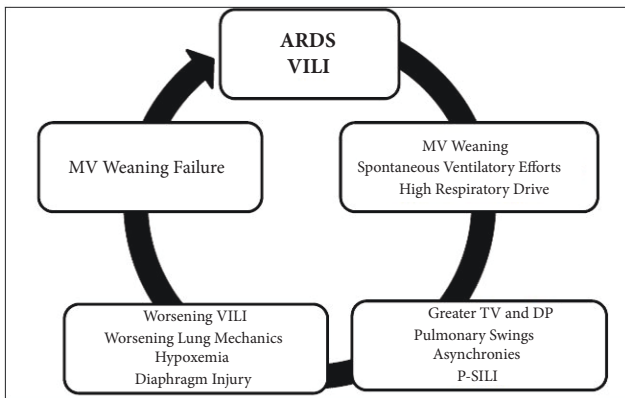 ARDS
VILI
MV Weaning
Spontaneous Ventilatory Efforts
High Respiratory Drive
Greater TV and DP
Pulmonary Swings
Asynchronies
P-SILI
Worsening VILI
Worsening Lung Mechanics
Hypoxemia
Diaphragm Injury
MV Weaning Failure